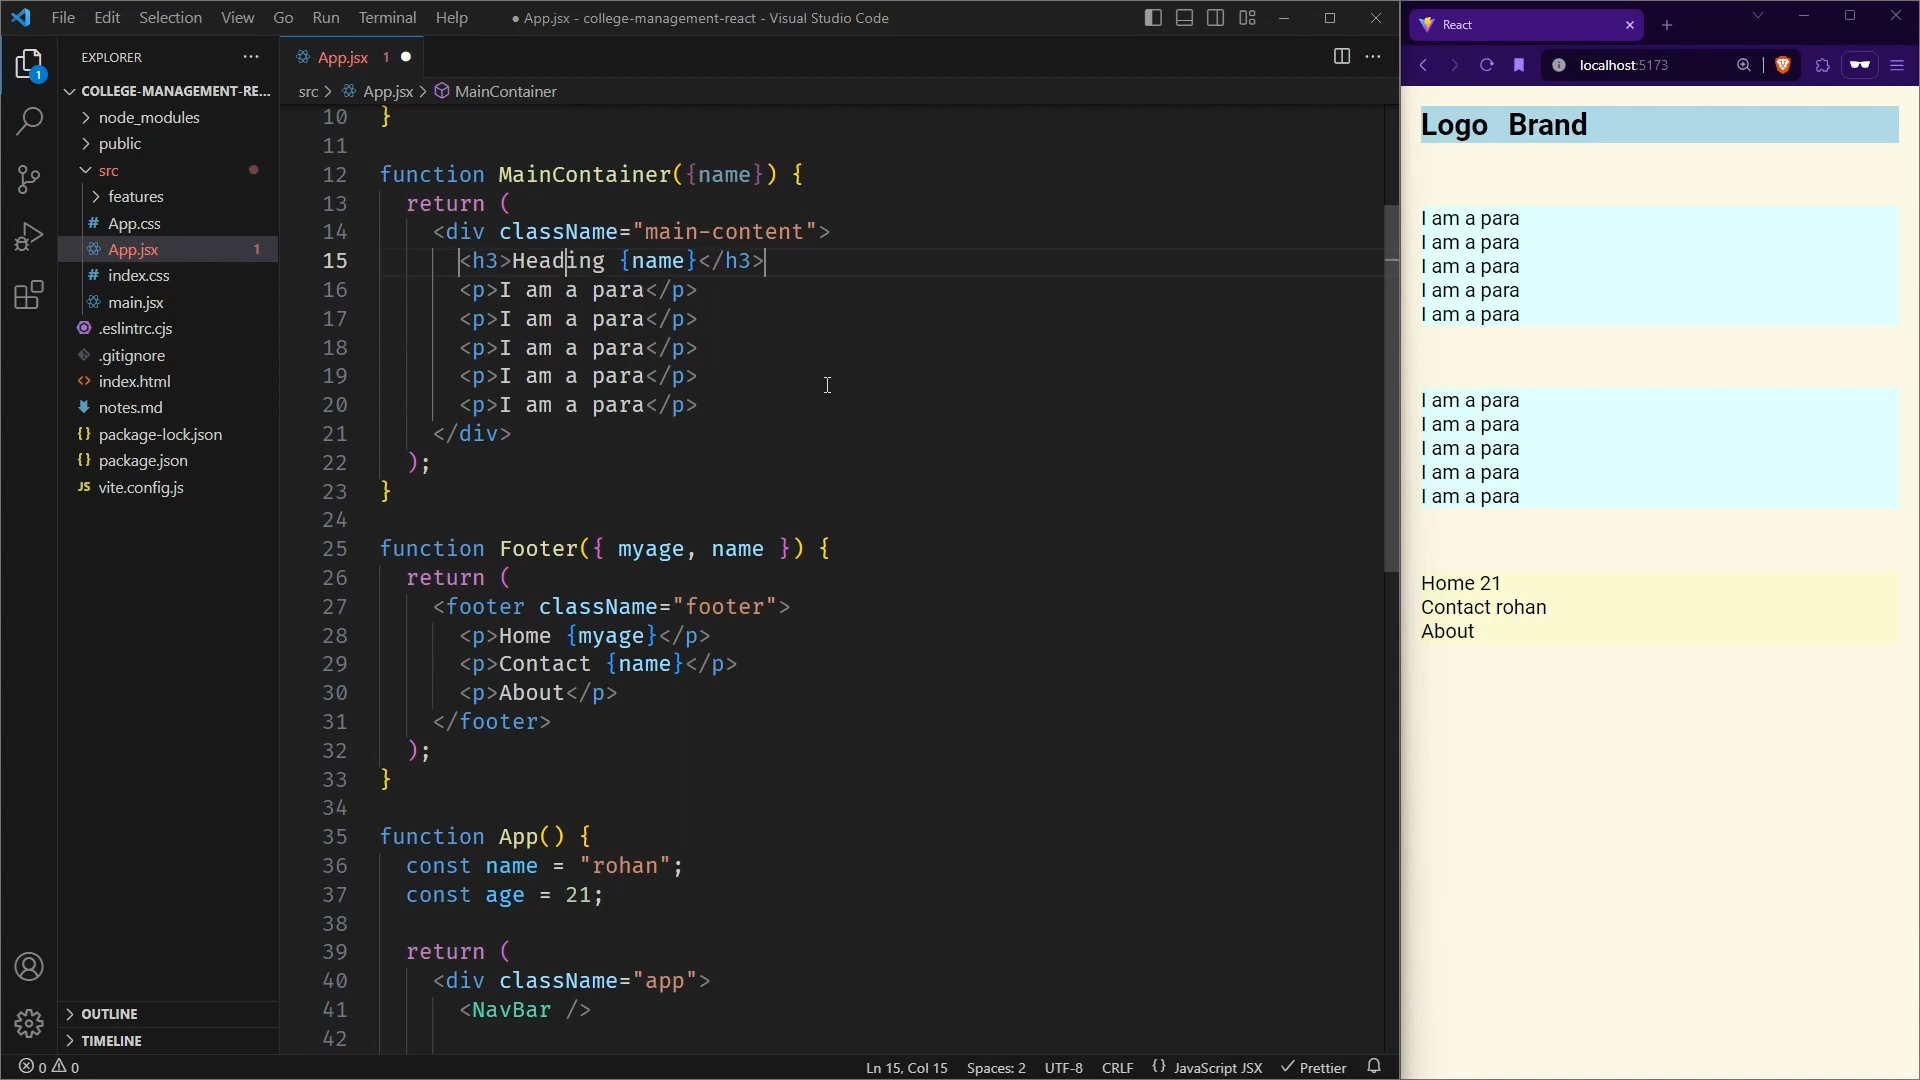 File Edit Selection View Go Run Terminal Help
● App.jsx - college-management-react - Visual Studio Code
EXPLORER
COLLEGE-MANAGEMENT-RE...
node_modules
public
src
features
# App.css
App.jsx 1
# index.css
main.jsx
.eslintrc.cjs
.gitignore
<> index.html
notes.md
{} package-lock.json
{} package.json
JS vite.config.js
OUTLINE
TIMELINE
1
App.jsx 1 ●
src > App.jsx > MainContainer
10 }
11
12 function MainContainer({name}) {
13 return (
14 <div className="main-content">
15 <h3>Heading {name}</h3>
16 <p>I am a para</p>
17 <p>I am a para</p>
18 <p>I am a para</p>
19 <p>I am a para</p>
20 <p>I am a para</p>
21 </div>
22 );
23 }
24
25 function Footer({ myage, name }) {
26 return (
27 <footer className="footer">
28 <p>Home {myage}</p>
29 <p>Contact {name}</p>
30 <p>About</p>
31 </footer>
32 );
33 }
34
35 function App() {
36 const name = "rohan";
37 const age = 21;
38
39 return (
40 <div className="app">
41 <NavBar />
42
0 0
Ln 15, Col 15 Spaces: 2 UTF-8 CRLF {} JavaScript JSX Prettier
React
localhost:5173
Logo Brand
I am a para
I am a para
I am a para
I am a para
I am a para
I am a para
I am a para
I am a para
I am a para
I am a para
Home 21
Contact rohan
About